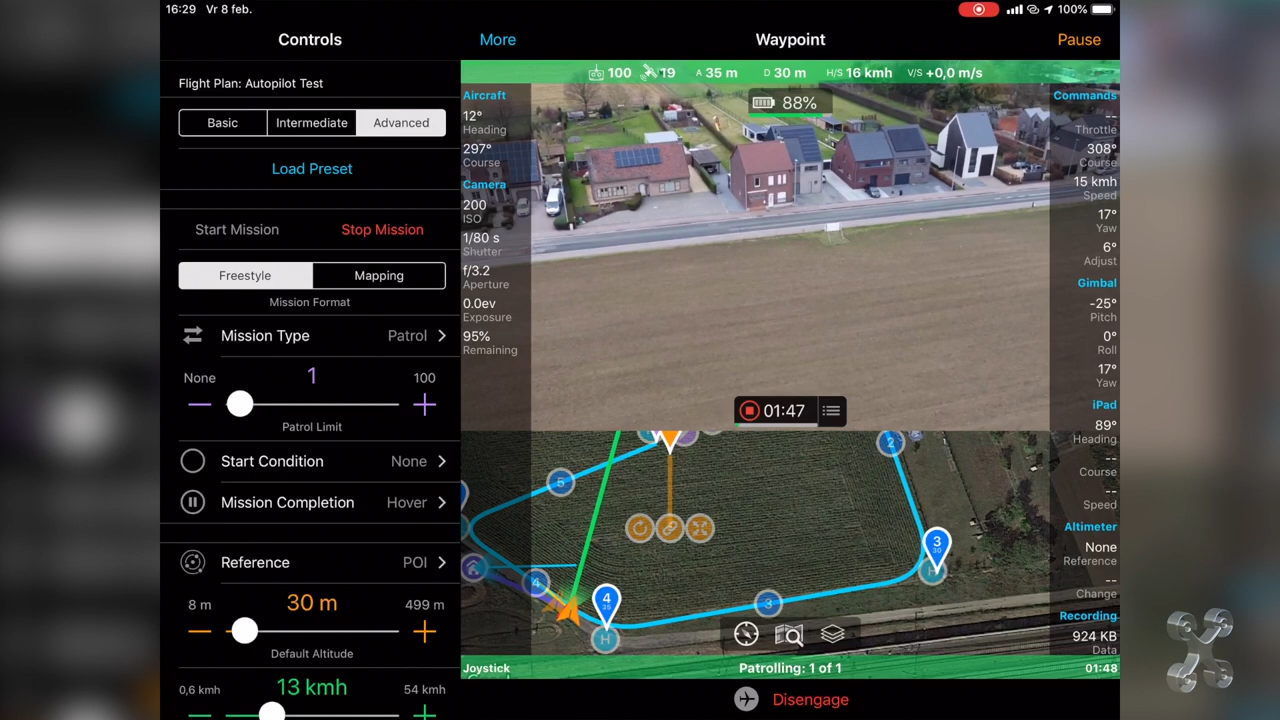 16:29 Vr 8 feb.
100%
Controls
More
Waypoint
Pause
Flight Plan: Autopilot Test
Basic
Intermediate
Advanced
Load Preset
Start Mission
Stop Mission
Freestyle
Mapping
Mission Format
Mission Type
Patrol
None
1
100
Patrol Limit
Start Condition
None
Mission Completion
Hover
Reference
POI
8 m
30 m
499 m
Default Altitude
0,6 kmh
13 kmh
54 kmh
100 19 A 35 m D 30 m H/S 16 kmh V/S +0,0 m/s
88%
Aircraft
12°
Heading
297°
Course
Camera
200
ISO
1/80 s
Shutter
f/3.2
Aperture
0.0ev
Exposure
95%
Remaining
01:47
5
2
3
30
H
4
4
35
H
3
Commands
--
Throttle
308°
Course
15 kmh
Speed
17°
Yaw
6°
Adjust
Gimbal
-25°
Pitch
0°
Roll
17°
Yaw
iPad
89°
Heading
--
Course
--
Speed
Altimeter
None
Reference
--
Change
Recording
924 KB
Data
Joystick
Patrolling: 1 of 1
01:48
Disengage